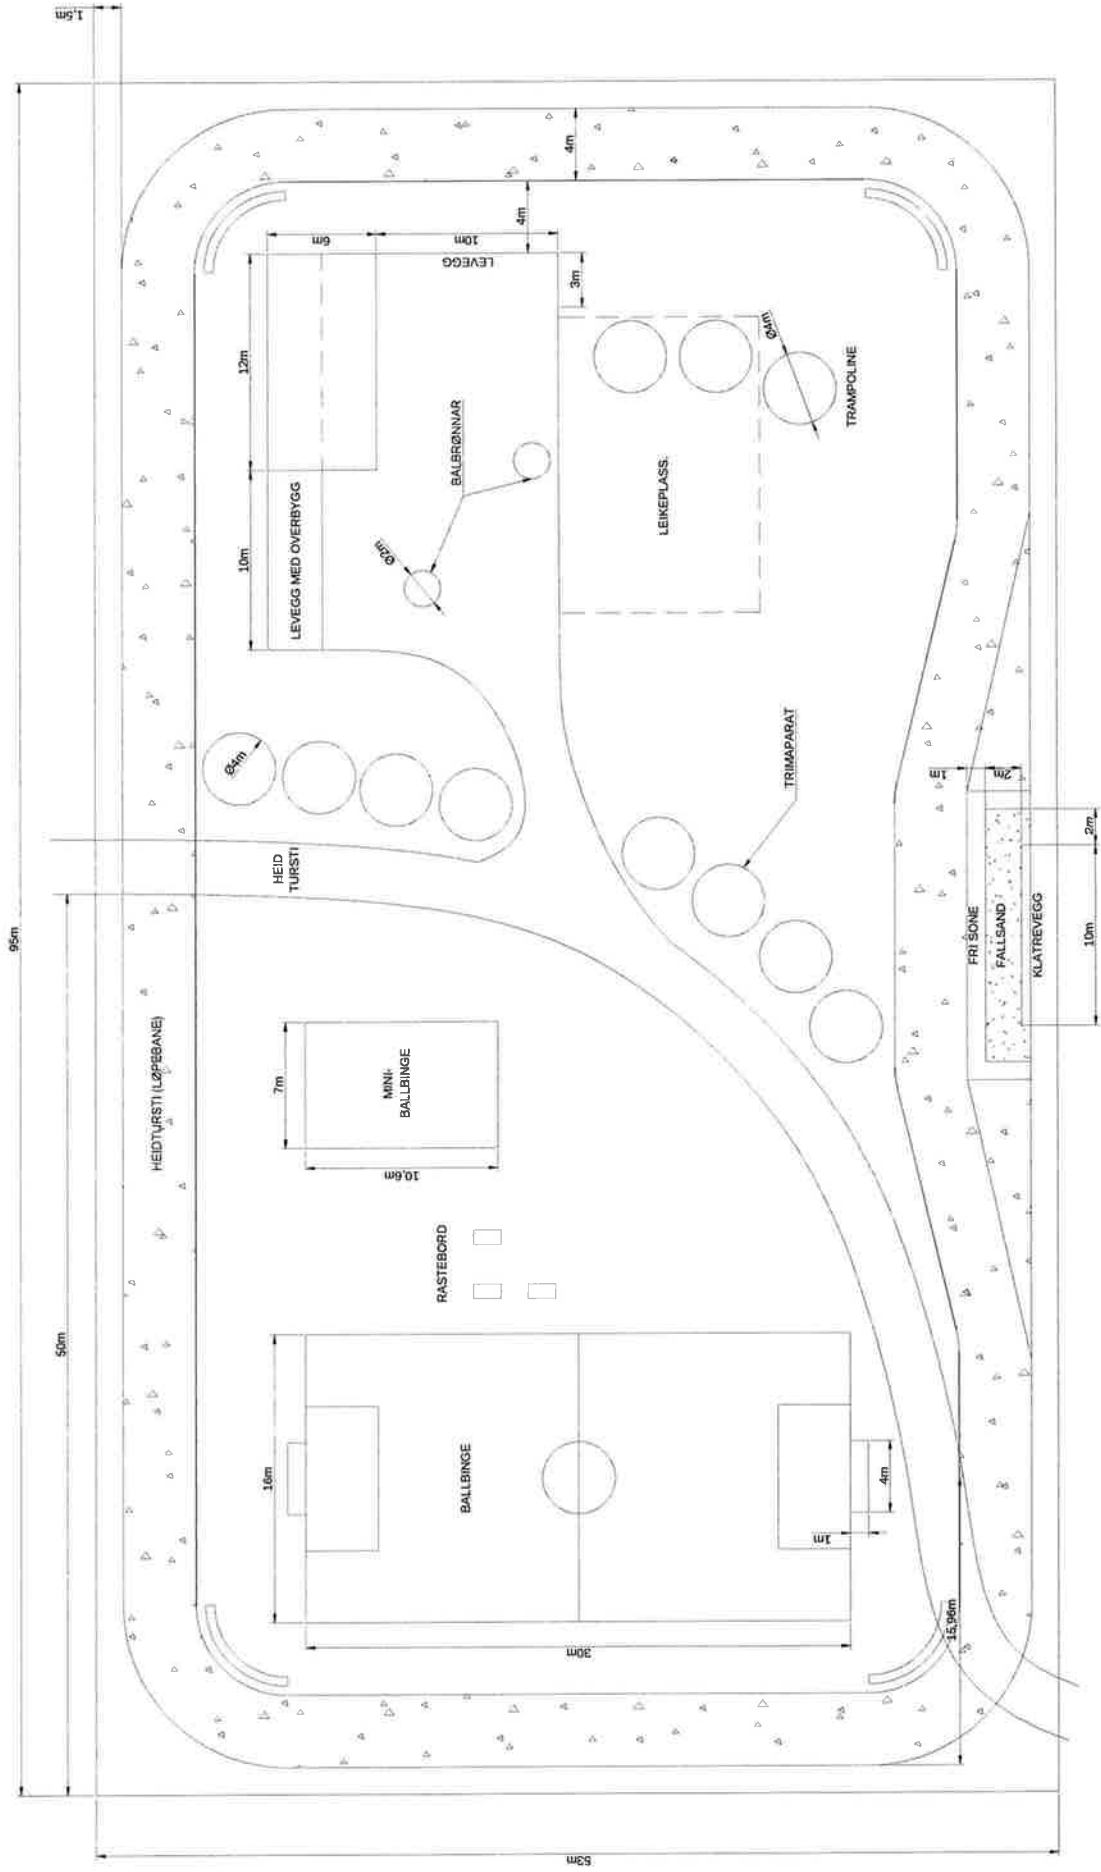 1,5m
95m
50m
53m
HEIDTURSTI (LØPEBANE)
4m
4m
6m
10m
LEVEGG
3m
12m
10m
LEVEGG MED OVERBYGG
BALBRØNNAR
Ø2m
LEIKEPLASS.
Ø4m
TRAMPOLINE
Ø4m
HEID
TURSTI
TRIMAPARAT
7m
MINI-
BALLBINGE
10,6m
RASTEBORD
16m
BALLBINGE
30m
4m
1m
15,96m
1m
2m
2m
10m
FRI SONE
FALLSAND
KLATREVEGG